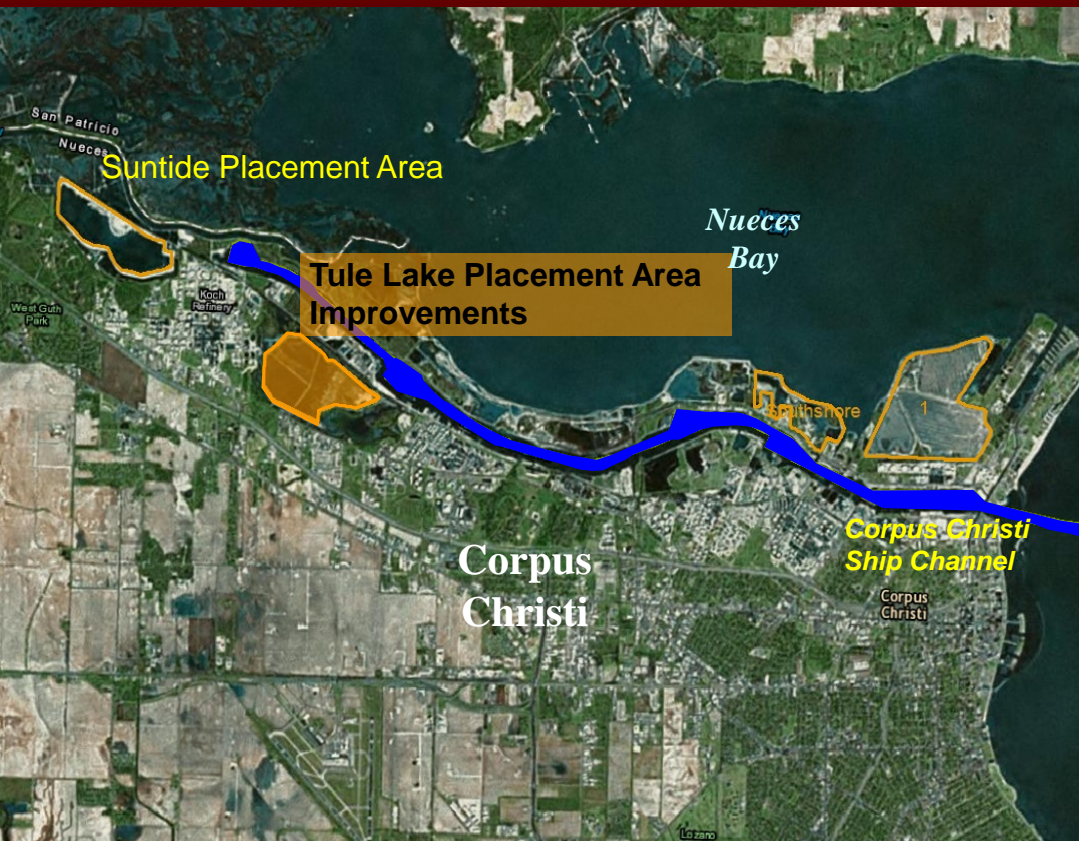 San Patricio
Nueces
Suntide Placement Area
Nueces
Bay
Tule Lake Placement Area
Improvements
Koch
Refinery
West Guth
Park
Southshore
1
Corpus Christi
Ship Channel
Corpus
Christi
Corpus
Christi
Lozano